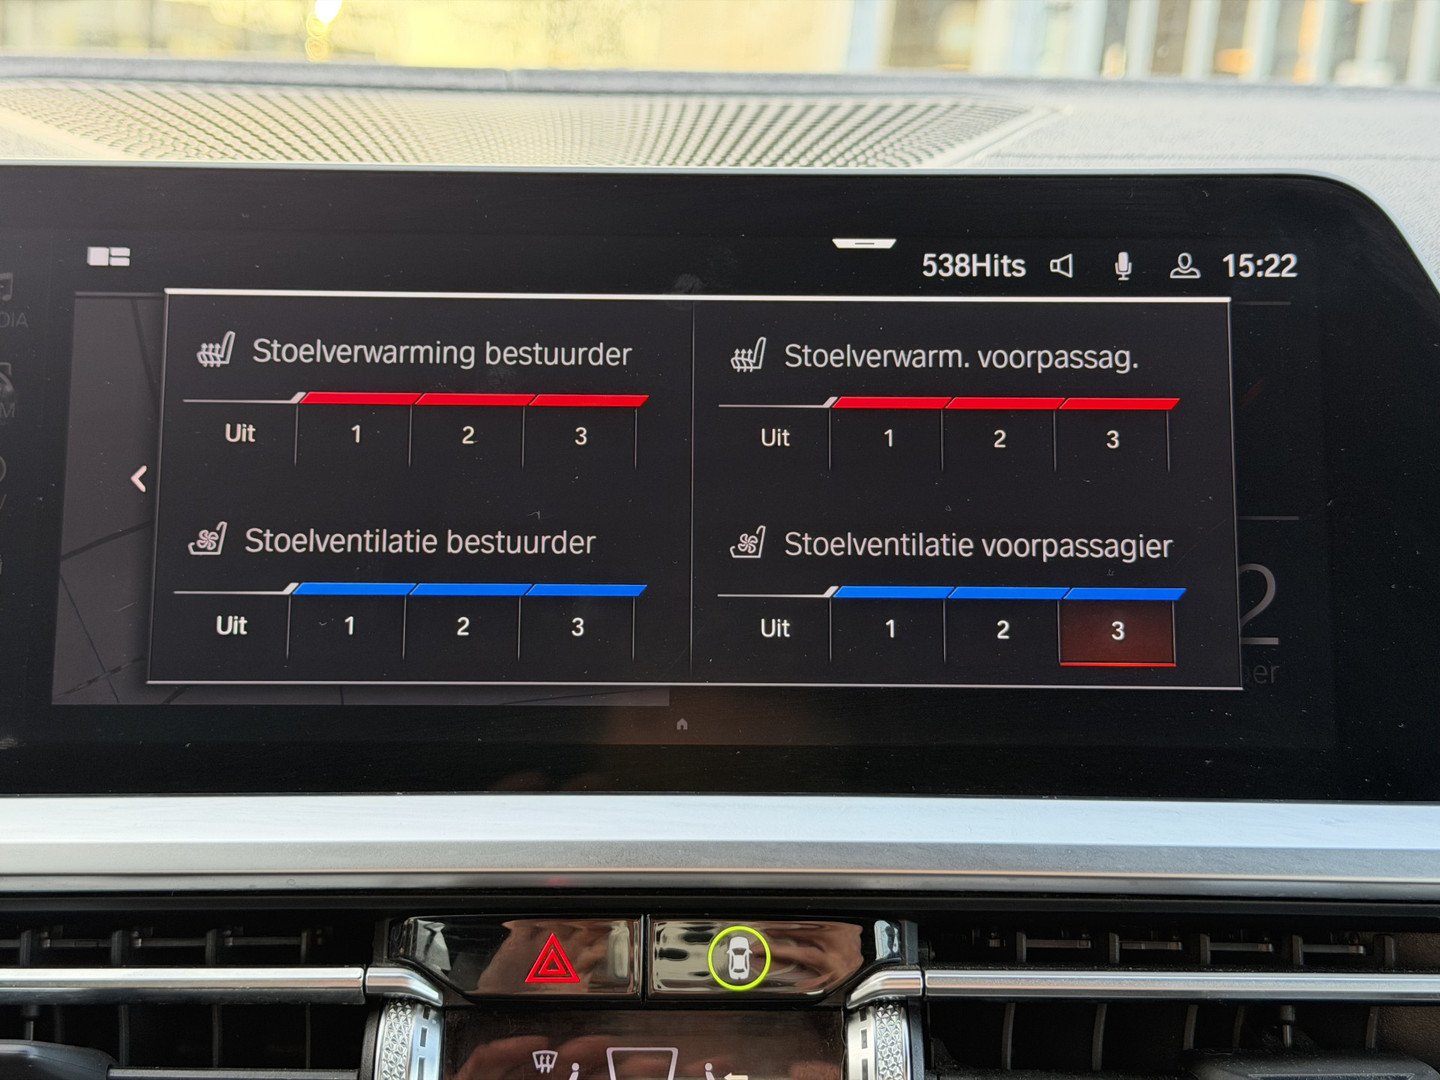 538Hits 15:22
Stoelverwarming bestuurder
Uit 1 2 3
Stoelverwarm. voorpassag.
Uit 1 2 3
Stoelventilatie bestuurder
Uit 1 2 3
Stoelventilatie voorpassagier
Uit 1 2 3
2